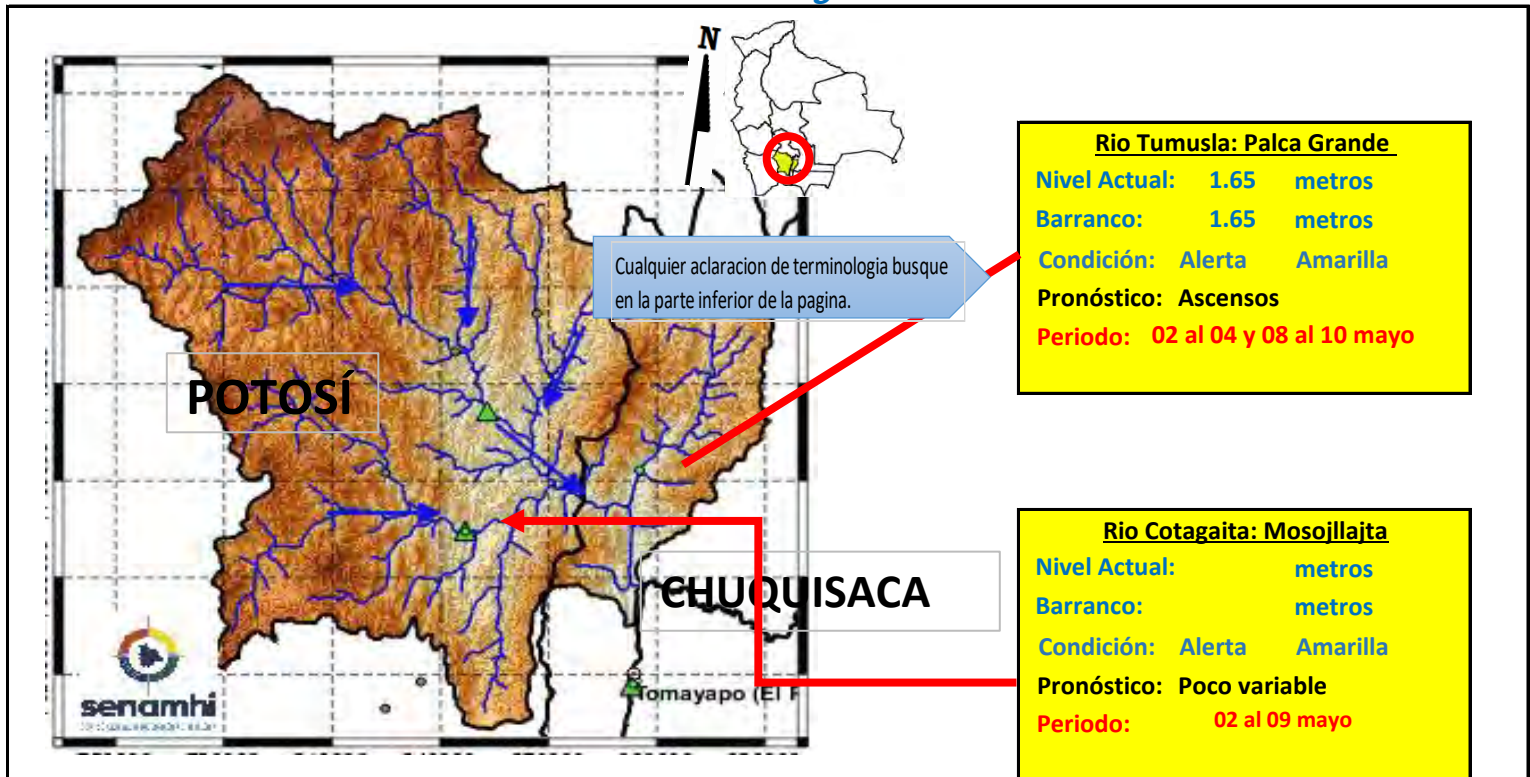 N
Cualquier aclaracion de terminologia busque
en la parte inferior de la pagina.
POTOSÍ
CHUQUISACA
Tomayapo (El
senamhi
Rio Tumusla: Palca Grande
Nivel Actual: 1.65 metros
Barranco: 1.65 metros
Condición: Alerta Amarilla
Pronóstico: Ascensos
Periodo: 02 al 04 y 08 al 10 mayo
Rio Cotagaita: Mosojllajta
Nivel Actual: metros
Barranco: metros
Condición: Alerta Amarilla
Pronóstico: Poco variable
Periodo: 02 al 09 mayo